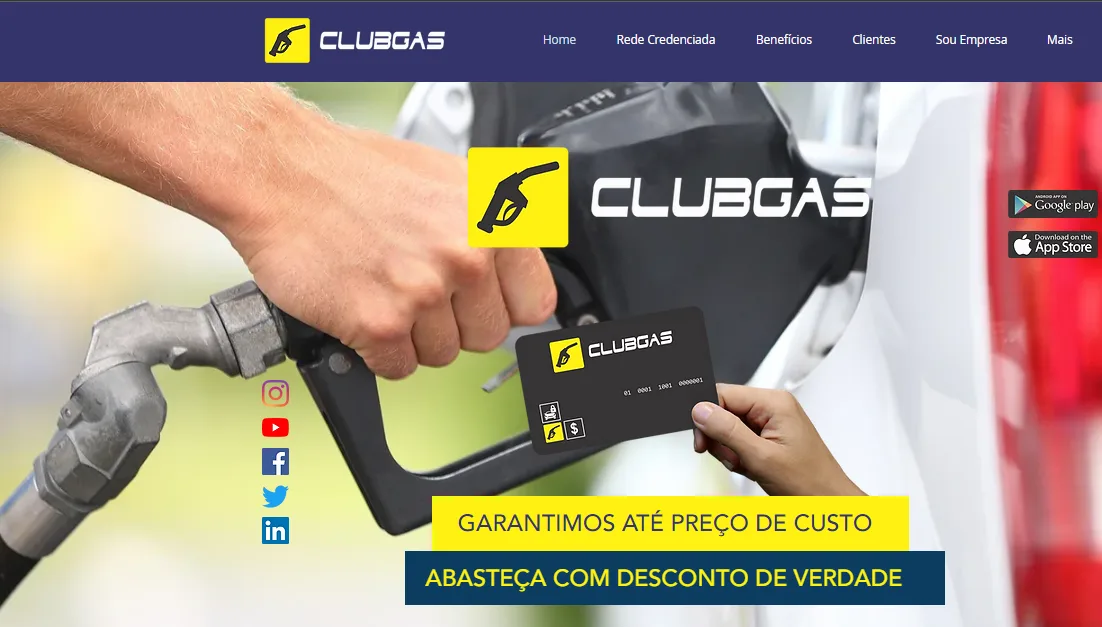 CLUBGAS
Home Rede Credenciada Benefícios Clientes Sou Empresa Mais
CLUBGAS
ANDROID APP ON
Google play
Download on the
App Store
CLUBGAS
01 0001 1001 0000001
$
GARANTIMOS ATÉ PREÇO DE CUSTO
ABASTEÇA COM DESCONTO DE VERDADE